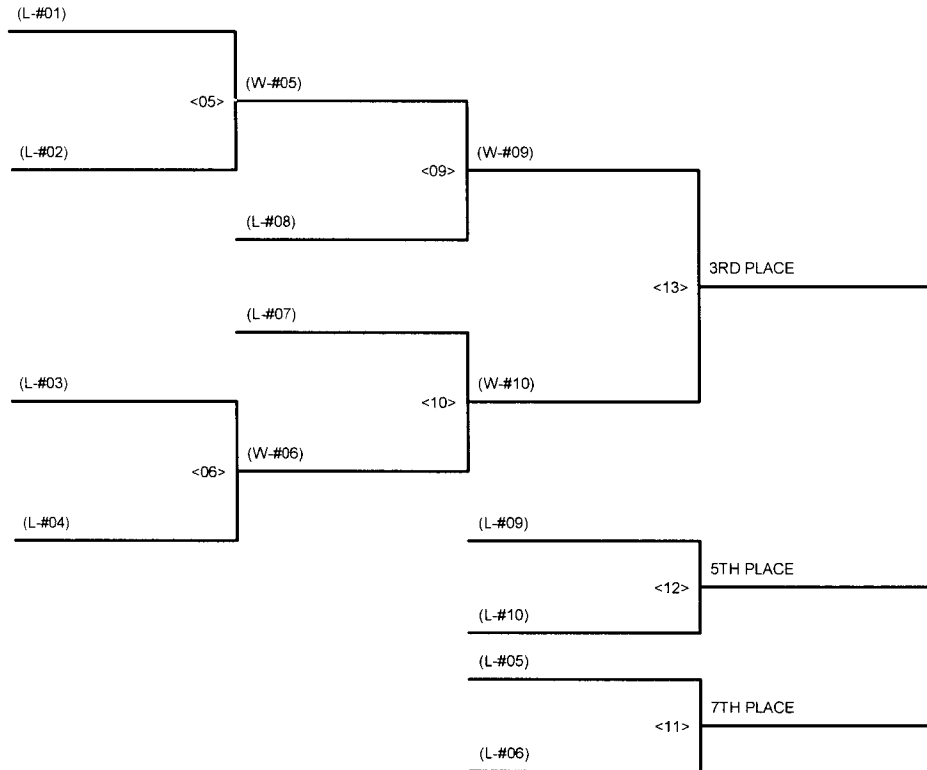 (L-#01)
(W-#05)
<05>
(L-#02)
(W-#09)
<09>
(L-#08)
3RD PLACE
<13>
(L-#07)
(L-#03)
(W-#10)
<10>
(W-#06)
<06>
(L-#04)
(L-#09)
5TH PLACE
<12>
(L-#10)
(L-#05)
7TH PLACE
<11>
(L-#06)